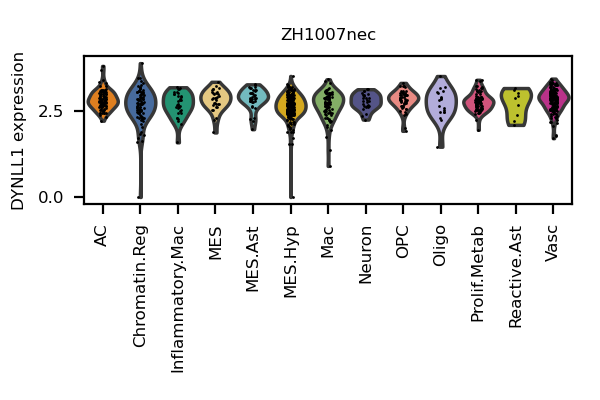 ZH1007nec
DYNLL1 expression
2.5
0.0
AC
Chromatin.Reg
Inflammatory.Mac
MES
MES.Ast
MES.Hyp
Mac
Neuron
OPC
Oligo
Prolif.Metab
Reactive.Ast
Vasc